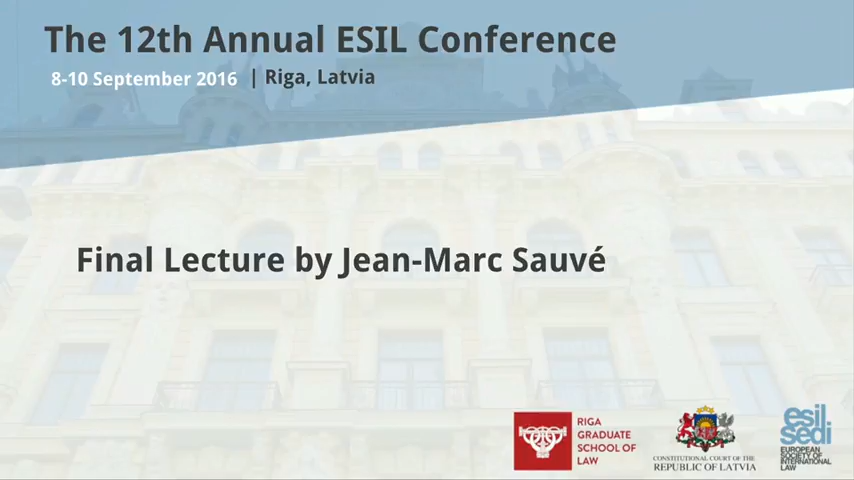 The 12th Annual ESIL Conference
8-10 September 2016 | Riga, Latvia
Final Lecture by Jean-Marc Sauvé
RIGA
GRADUATE
SCHOOL OF
LAW
CONSTITUTIONAL COURT OF THE
REPUBLIC OF LATVIA
esil
sedi
EUROPEAN
SOCIETY OF
INTERNATIONAL
LAW